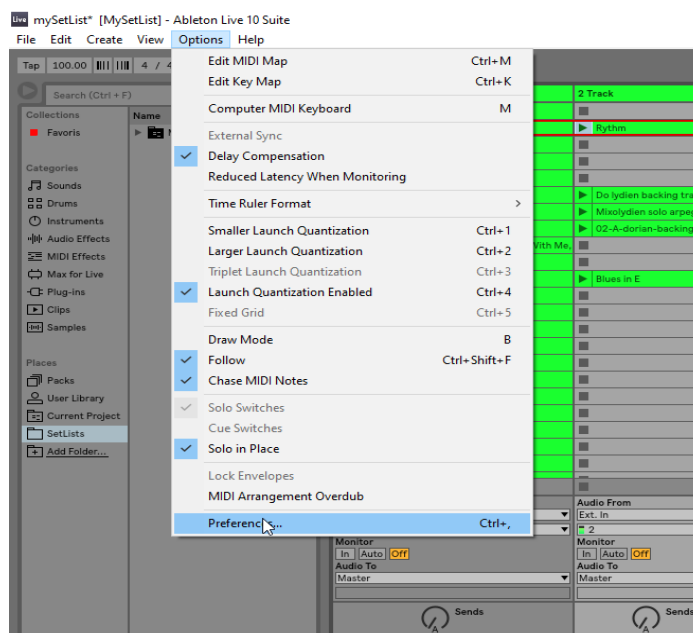 Live mySetList* [MySetList] - Ableton Live 10 Suite
File Edit Create View Options Help
Tap 100.00 4 / 4
Search (Ctrl + F)
Collections
Favoris
Categories
Sounds
Drums
Instruments
Audio Effects
MIDI Effects
Max for Live
Plug-ins
Clips
Samples
Places
Packs
User Library
Current Project
SetLists
Add Folder...
Name
Edit MIDI Map Ctrl+M
Edit Key Map Ctrl+K
Computer MIDI Keyboard M
External Sync
Delay Compensation
Reduced Latency When Monitoring
Time Ruler Format >
Smaller Launch Quantization Ctrl+1
Larger Launch Quantization Ctrl+2
Triplet Launch Quantization Ctrl+3
Launch Quantization Enabled Ctrl+4
Fixed Grid Ctrl+5
Draw Mode B
Follow Ctrl+Shift+F
Chase MIDI Notes
Solo Switches
Cue Switches
Solo in Place
Lock Envelopes
MIDI Arrangement Overdub
Preferenc... Ctrl+,
With Me,
Monitor
In Auto Off
Audio To
Master
Sends
A
2 Track
Rythm
Do lydien backing tra
Mixolydien solo arpeg
02-A-dorian-backing
Blues in E
Audio From
Ext. In
2
Monitor
In Auto Off
Audio To
Master
Sends
A